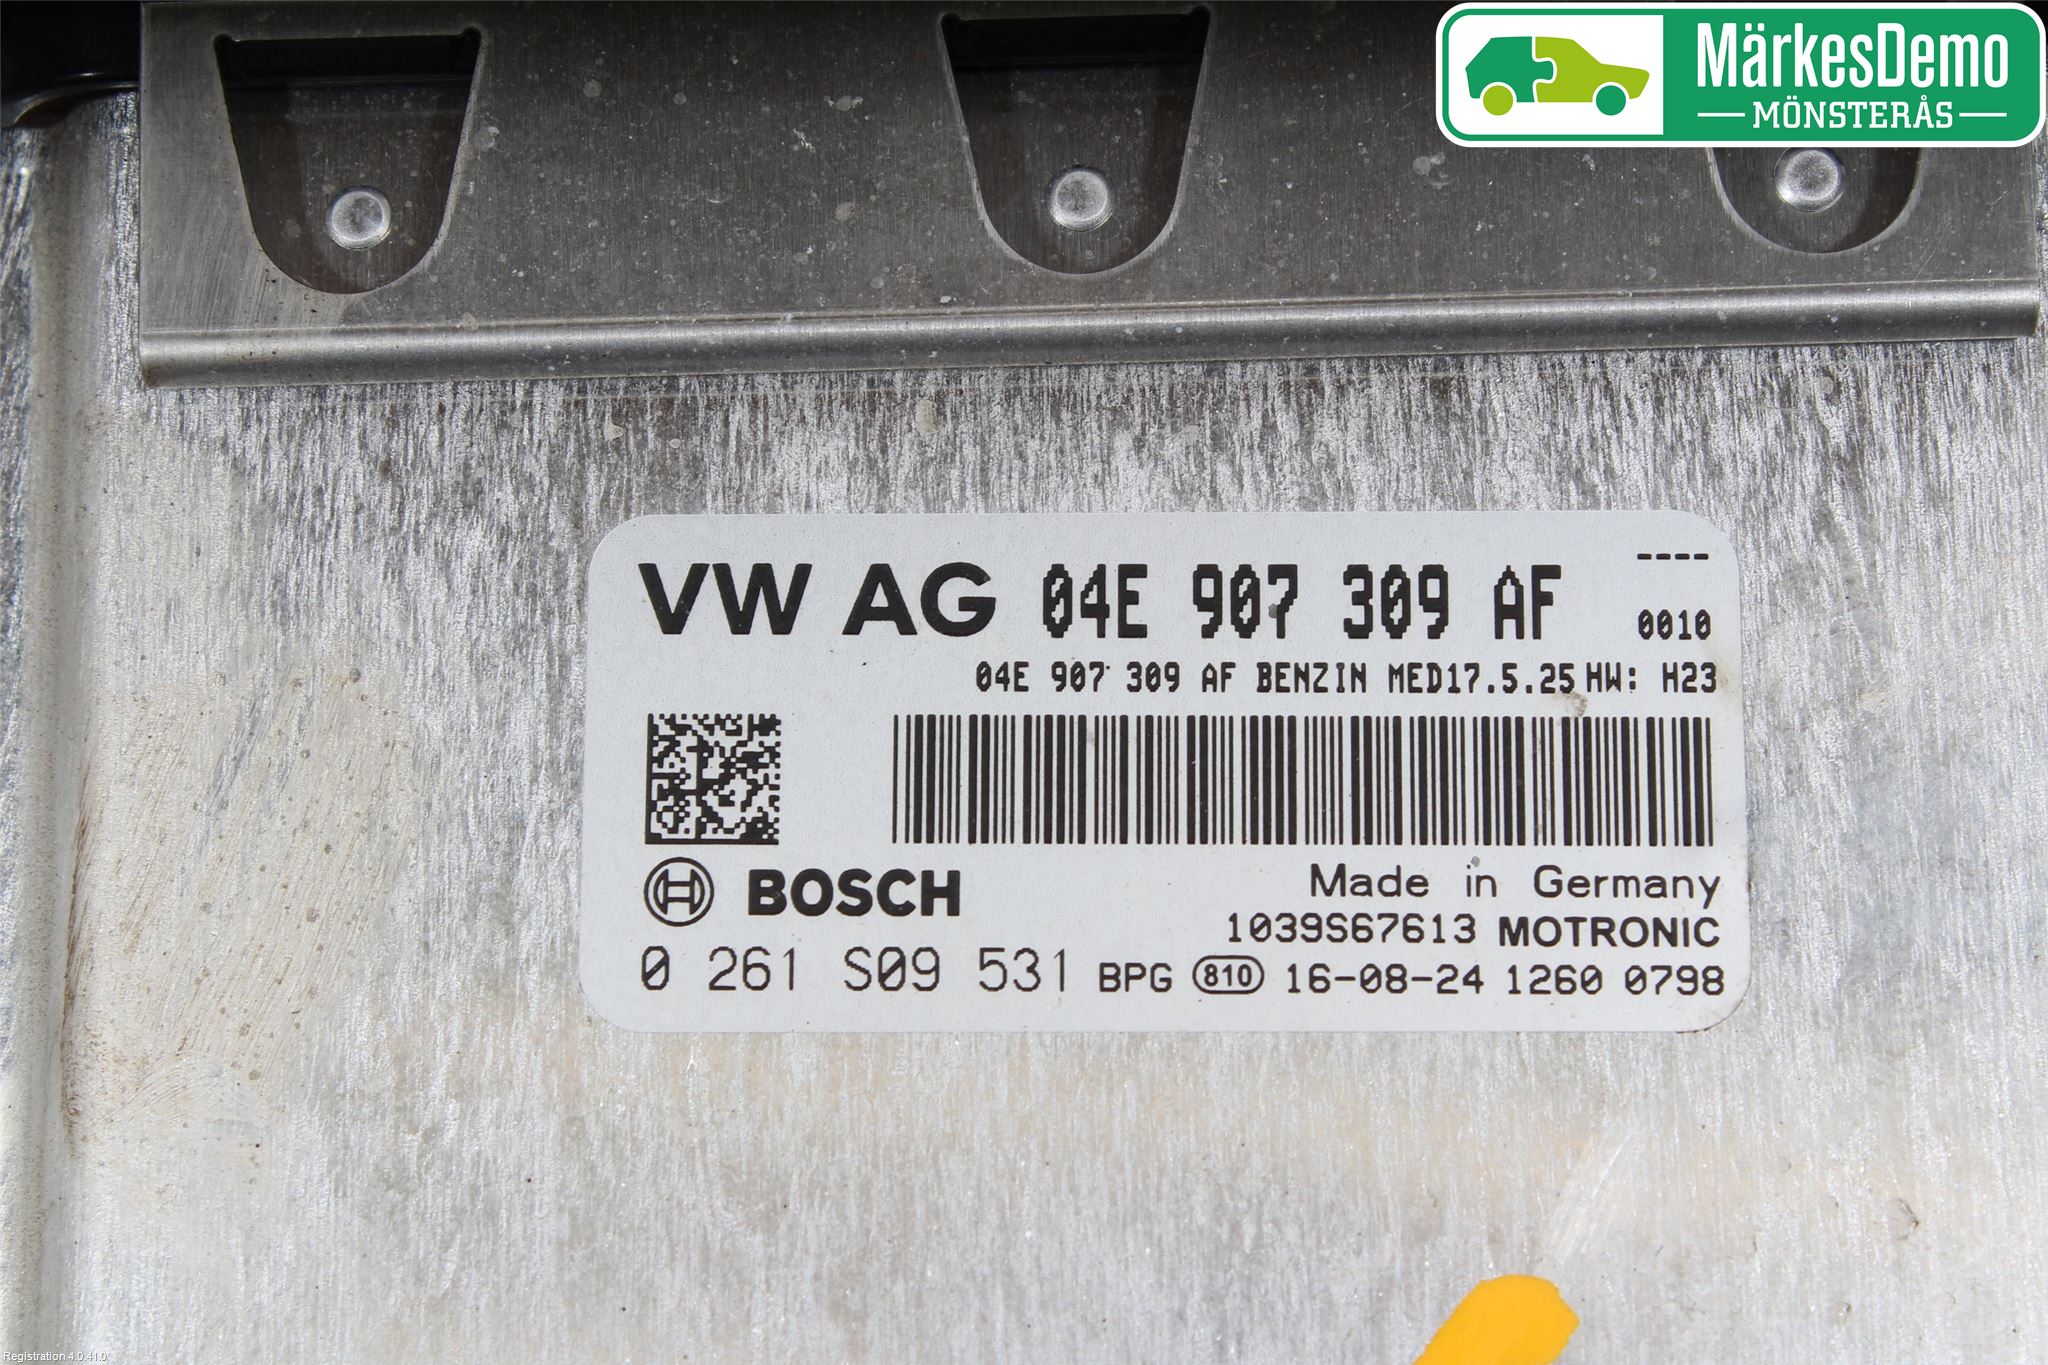 MärkesDemo
MÖNSTERÅS
VW AG 04E 907 309 AF ----
0010
04E 907 309 AF BENZIN MED17.5.25 HW: H23
BOSCH
Made in Germany
1039S67613 MOTRONIC
0 261 S09 531 BPG 810 16-08-24 1260 0798
Registration 4.0.41.0